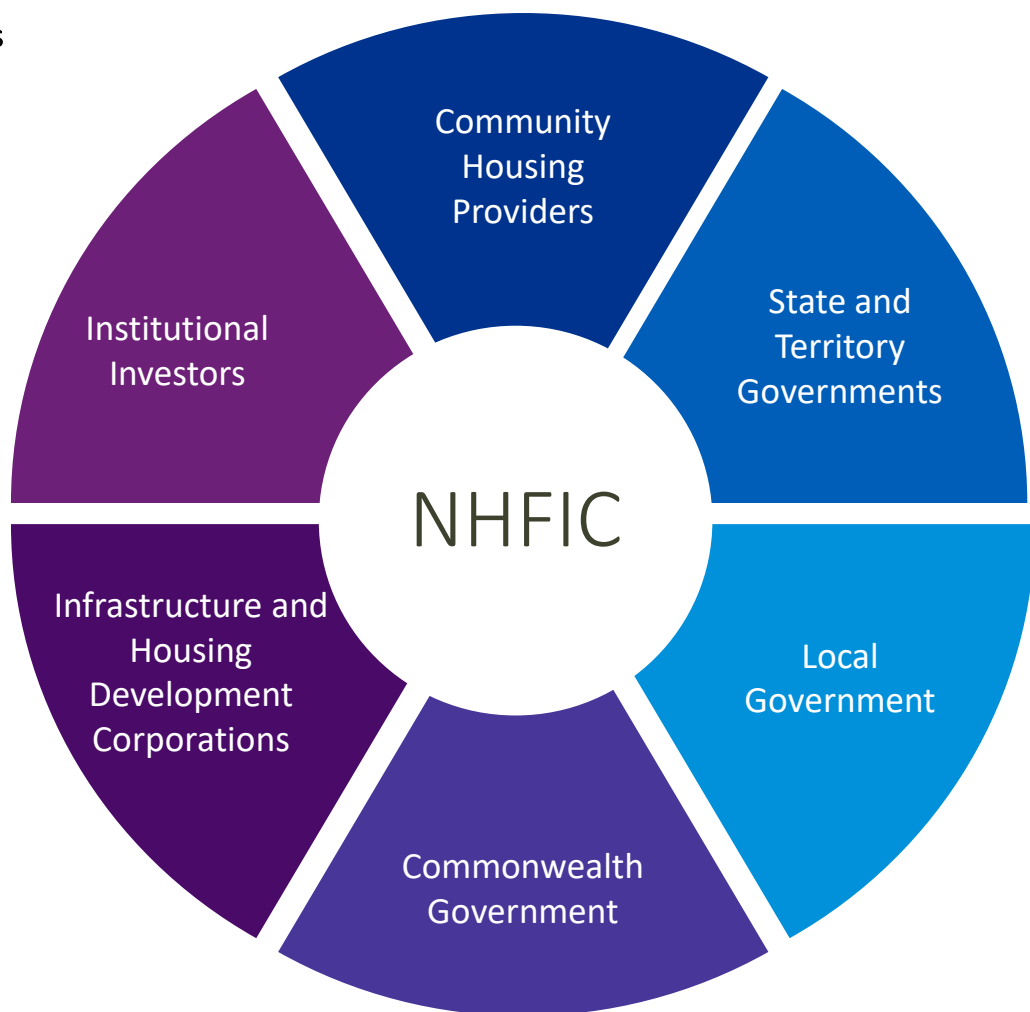 s
Community
Housing
Providers
State and
Territory
Governments
Local
Government
Commonwealth
Government
Infrastructure and
Housing
Development
Corporations
Institutional
Investors
NHFIC